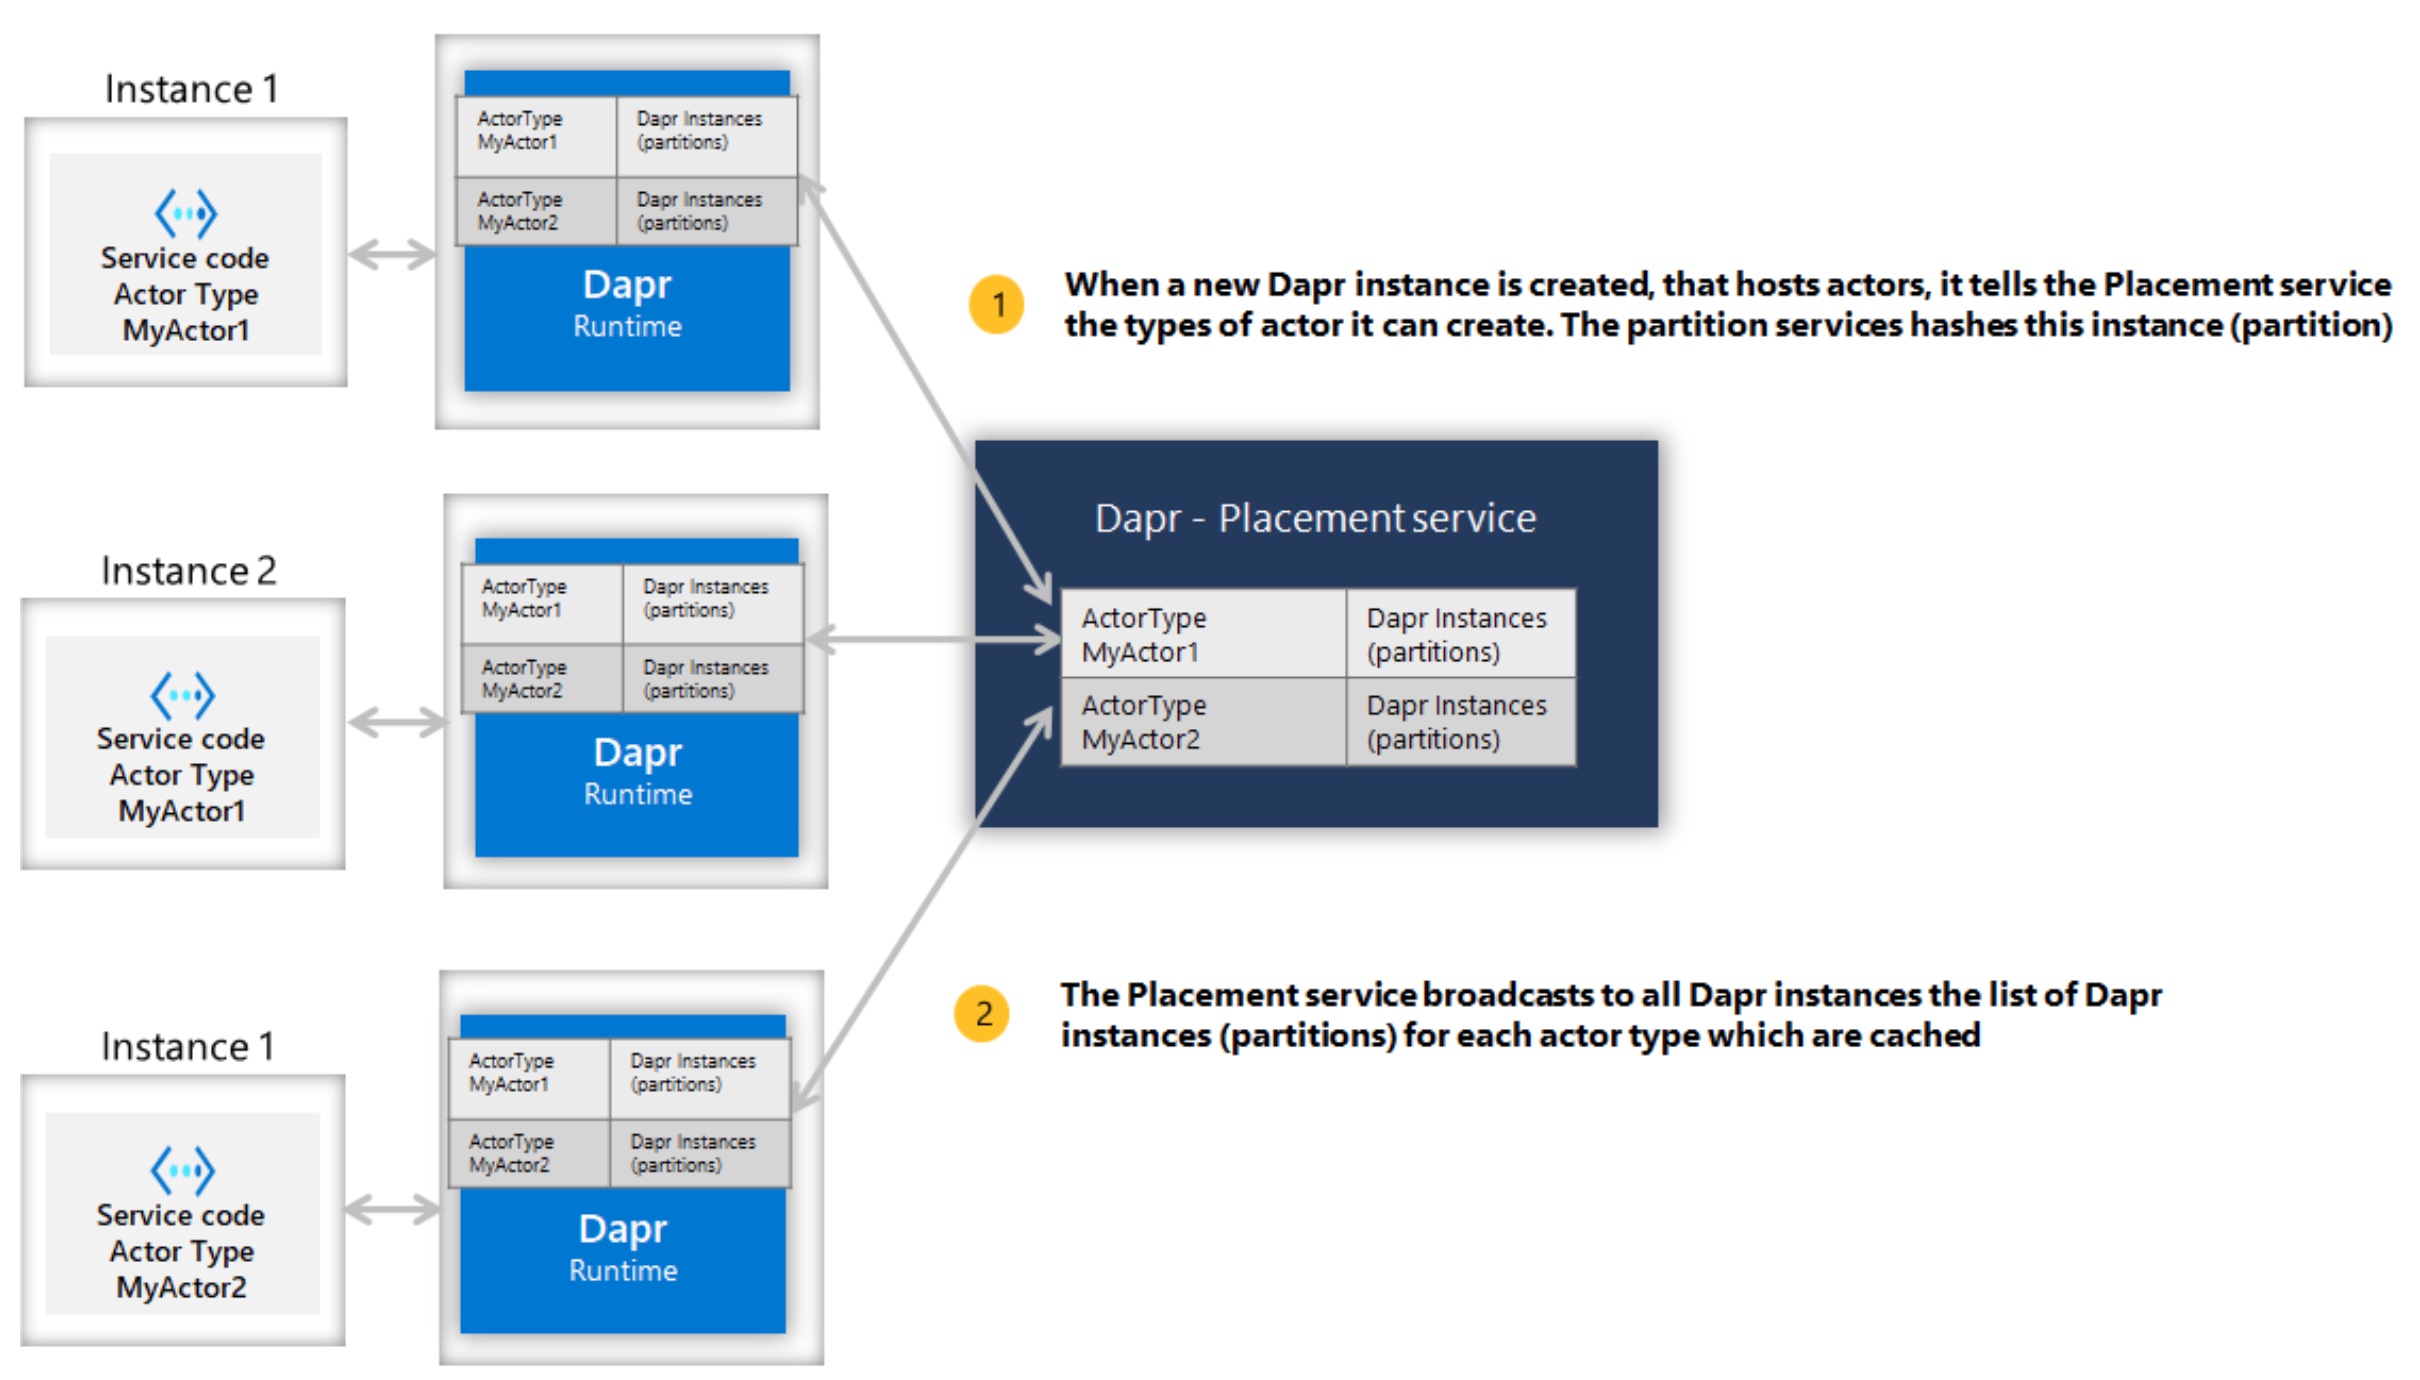 Instance 1
Service code
Actor Type
MyActor1
ActorType
MyActor1
Dapr Instances
(partitions)
ActorType
MyActor2
Dapr Instances
(partitions)
Dapr
Runtime
1
When a new Dapr instance is created, that hosts actors, it tells the Placement service
the types of actor it can create. The partition services hashes this instance (partition)
Instance 2
Service code
Actor Type
MyActor1
ActorType
MyActor1
Dapr Instances
(partitions)
ActorType
MyActor2
Dapr Instances
(partitions)
Dapr
Runtime
Dapr - Placement service
ActorType
MyActor1
Dapr Instances
(partitions)
ActorType
MyActor2
Dapr Instances
(partitions)
2
The Placement service broadcasts to all Dapr instances the list of Dapr
instances (partitions) for each actor type which are cached
Instance 1
Service code
Actor Type
MyActor2
ActorType
MyActor1
Dapr Instances
(partitions)
ActorType
MyActor2
Dapr Instances
(partitions)
Dapr
Runtime